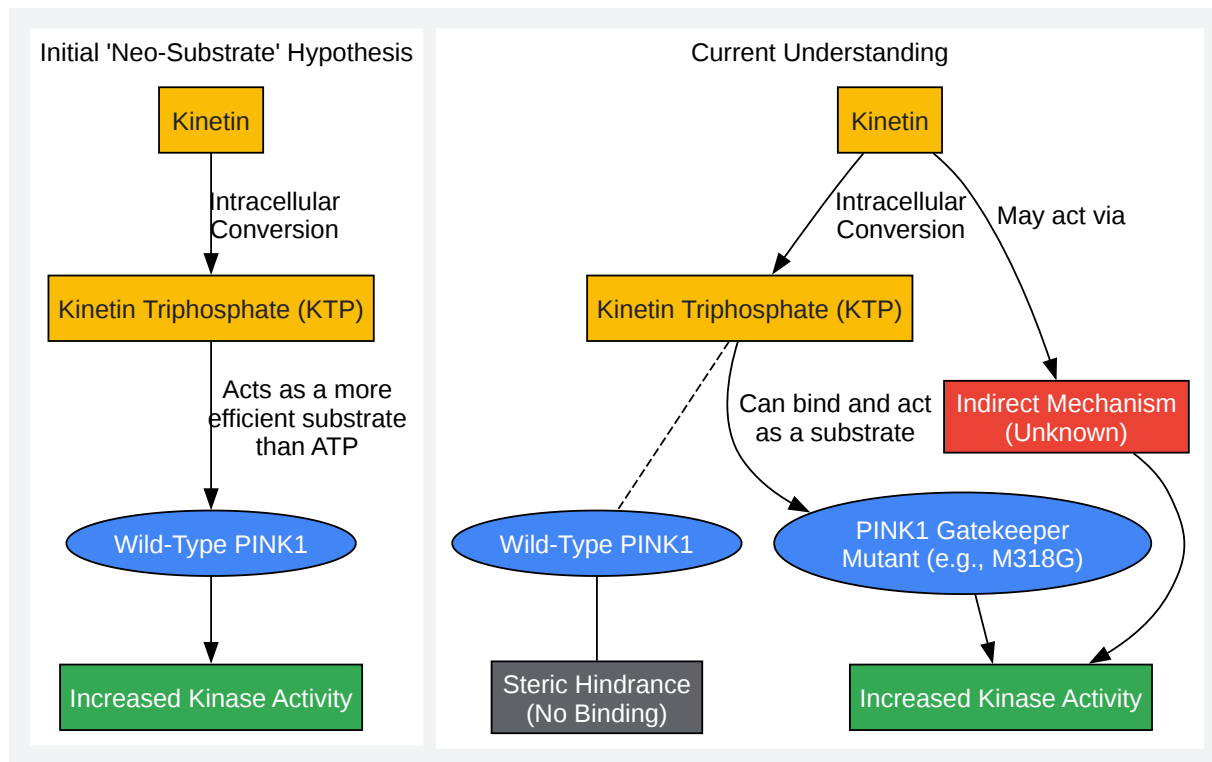 Initial 'Neo-Substrate' Hypothesis
Kinetin
Intracellular
Conversion
Kinetin Triphosphate (KTP)
Acts as a more
efficient substrate
than ATP
Wild-Type PINK1
Increased Kinase Activity
Current Understanding
Kinetin
Intracellular
Conversion
May act via
Kinetin Triphosphate (KTP)
Can bind and act
as a substrate
Indirect Mechanism
(Unknown)
Wild-Type PINK1
PINK1 Gatekeeper
Mutant (e.g., M318G)
Steric Hindrance
(No Binding)
Increased Kinase Activity